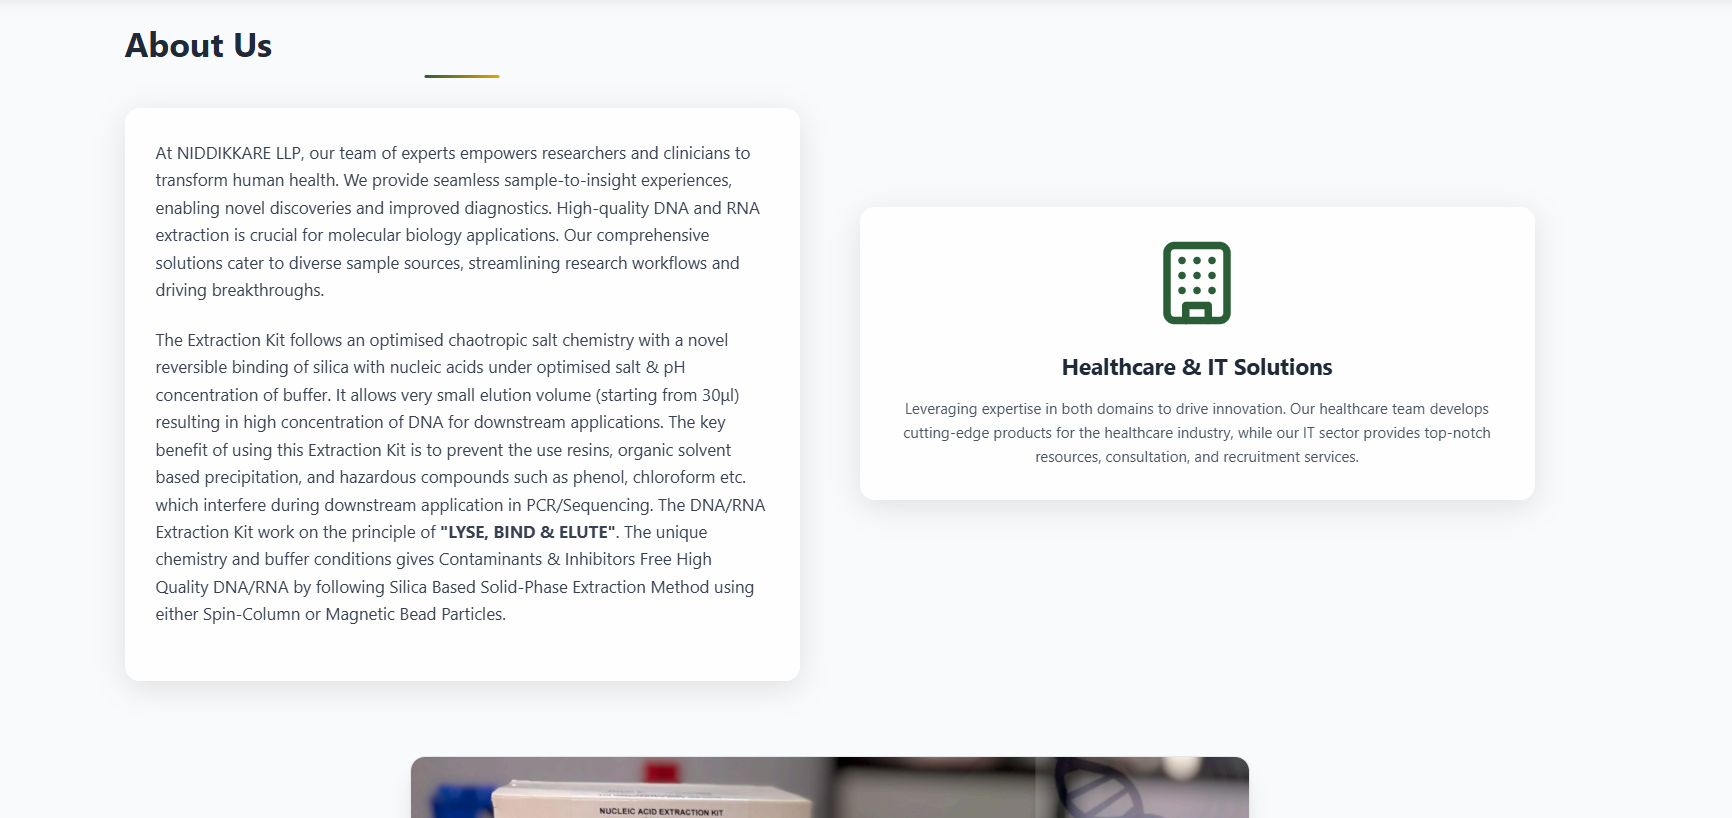 About Us
At NIDDIKKARE LLP, our team of experts empowers researchers and clinicians to
transform human health. We provide seamless sample-to-insight experiences,
enabling novel discoveries and improved diagnostics. High-quality DNA and RNA
extraction is crucial for molecular biology applications. Our comprehensive
solutions cater to diverse sample sources, streamlining research workflows and
driving breakthroughs.
The Extraction Kit follows an optimised chaotropic salt chemistry with a novel
reversible binding of silica with nucleic acids under optimised salt & pH
concentration of buffer. It allows very small elution volume (starting from 30µl)
resulting in high concentration of DNA for downstream applications. The key
benefit of using this Extraction Kit is to prevent the use resins, organic solvent
based precipitation, and hazardous compounds such as phenol, chloroform etc.
which interfere during downstream application in PCR/Sequencing. The DNA/RNA
Extraction Kit work on the principle of "LYSE, BIND & ELUTE". The unique
chemistry and buffer conditions gives Contaminants & Inhibitors Free High
Quality DNA/RNA by following Silica Based Solid-Phase Extraction Method using
either Spin-Column or Magnetic Bead Particles.
Healthcare & IT Solutions
Leveraging expertise in both domains to drive innovation. Our healthcare team develops
cutting-edge products for the healthcare industry, while our IT sector provides top-notch
resources, consultation, and recruitment services.
NUCLEIC ACID EXTRACTION KIT